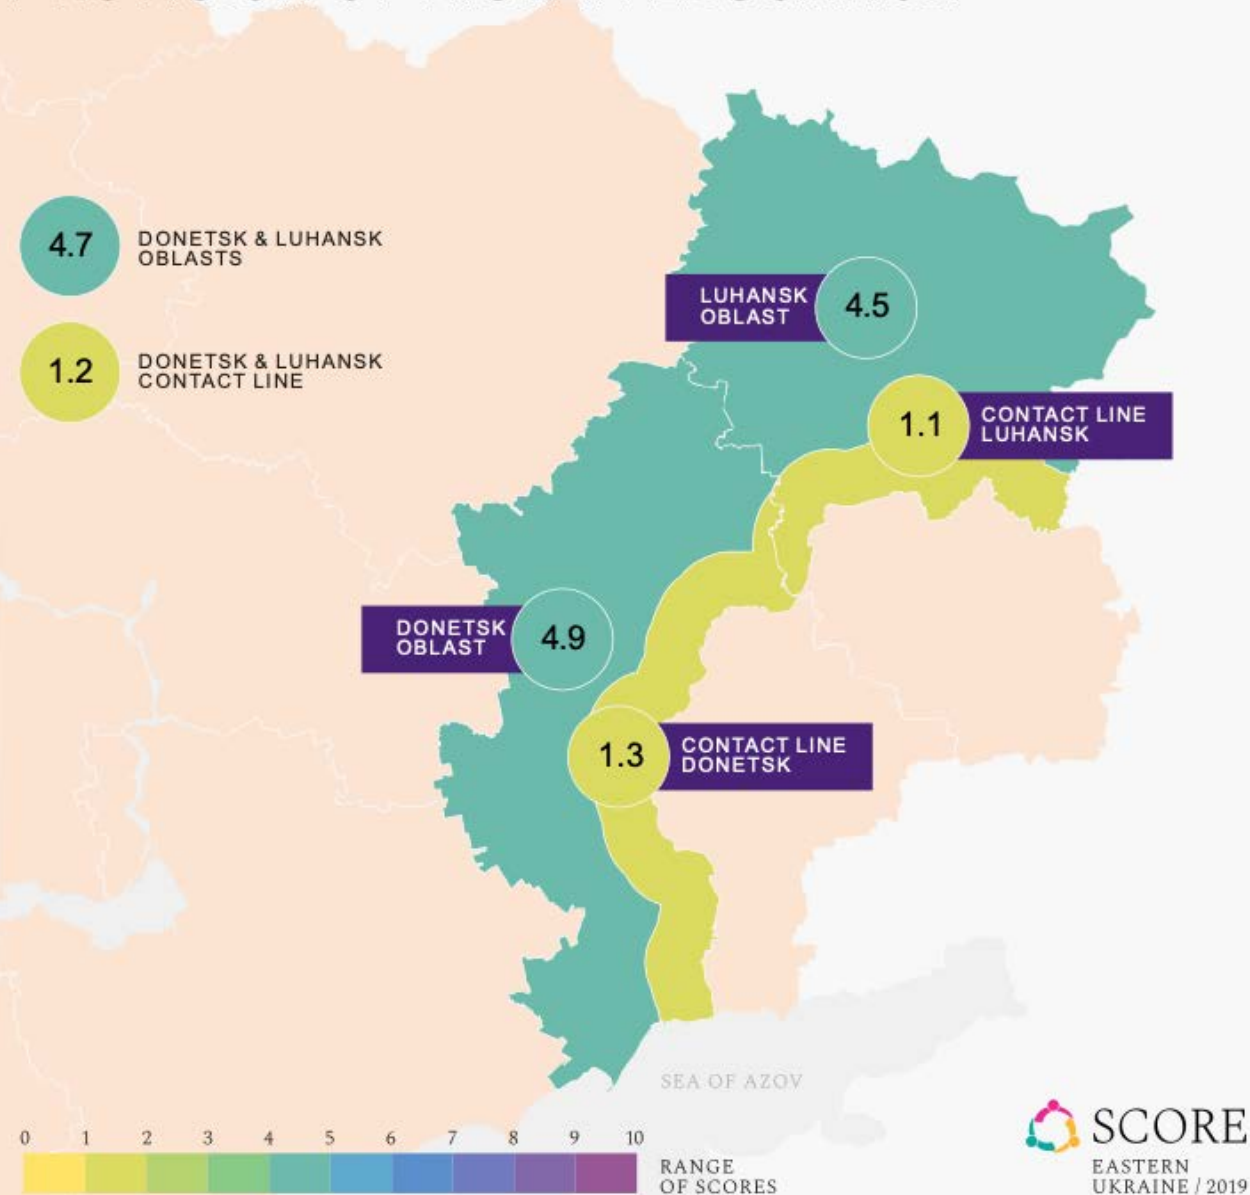 4.7
DONETSK & LUHANSK
OBLASTS
1.2
DONETSK & LUHANSK
CONTACT LINE
LUHANSK
OBLAST
4.5
1.1
CONTACT LINE
LUHANSK
DONETSK
OBLAST
4.9
1.3
CONTACT LINE
DONETSK
SEA OF AZOV
0 1 2 3 4 5 6 7 8 9 10
RANGE
OF SCORES
SCORE
EASTERN
UKRAINE / 2019